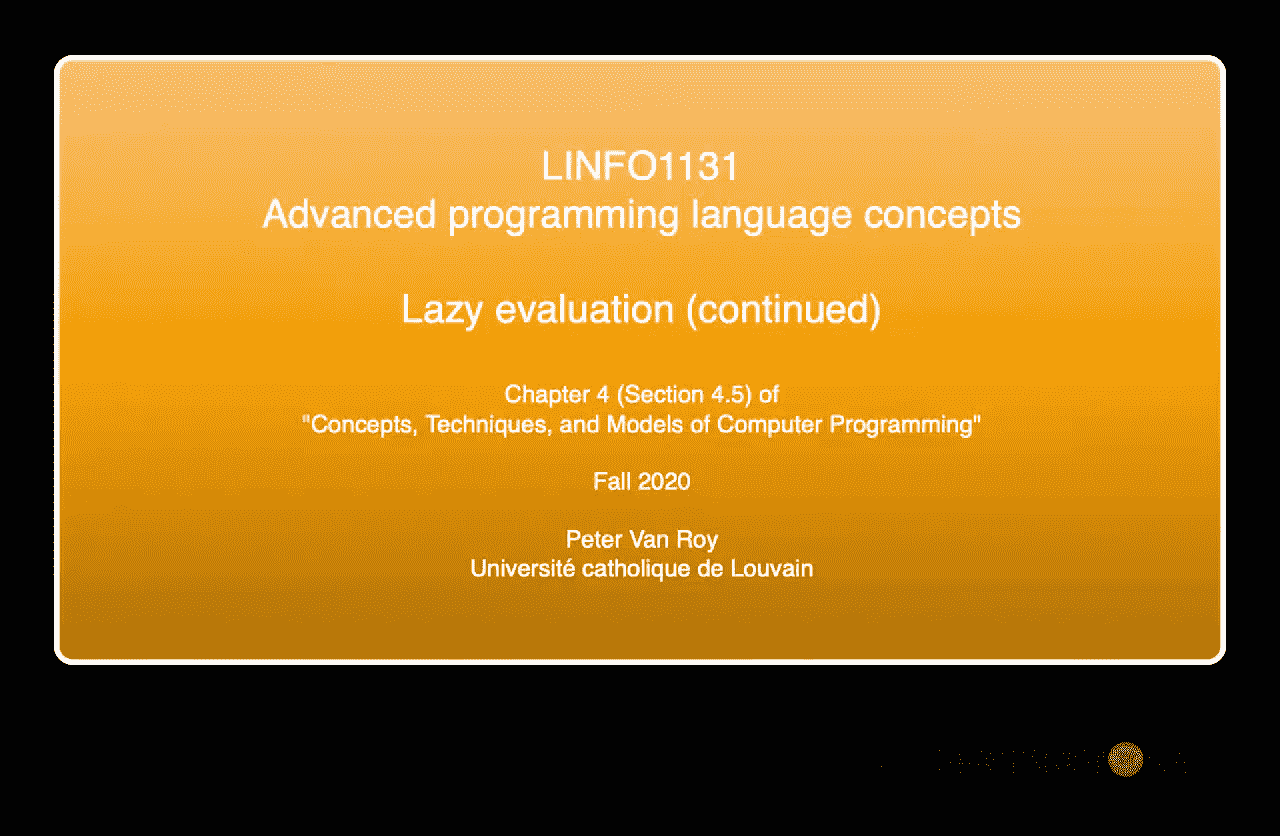 LINFO1131
Advanced programming language concepts
Lazy evaluation (continued)
Chapter 4 (Section 4.5) of
"Concepts, Techniques, and Models of Computer Programming"
Fall 2020
Peter Van Roy
Université catholique de Louvain